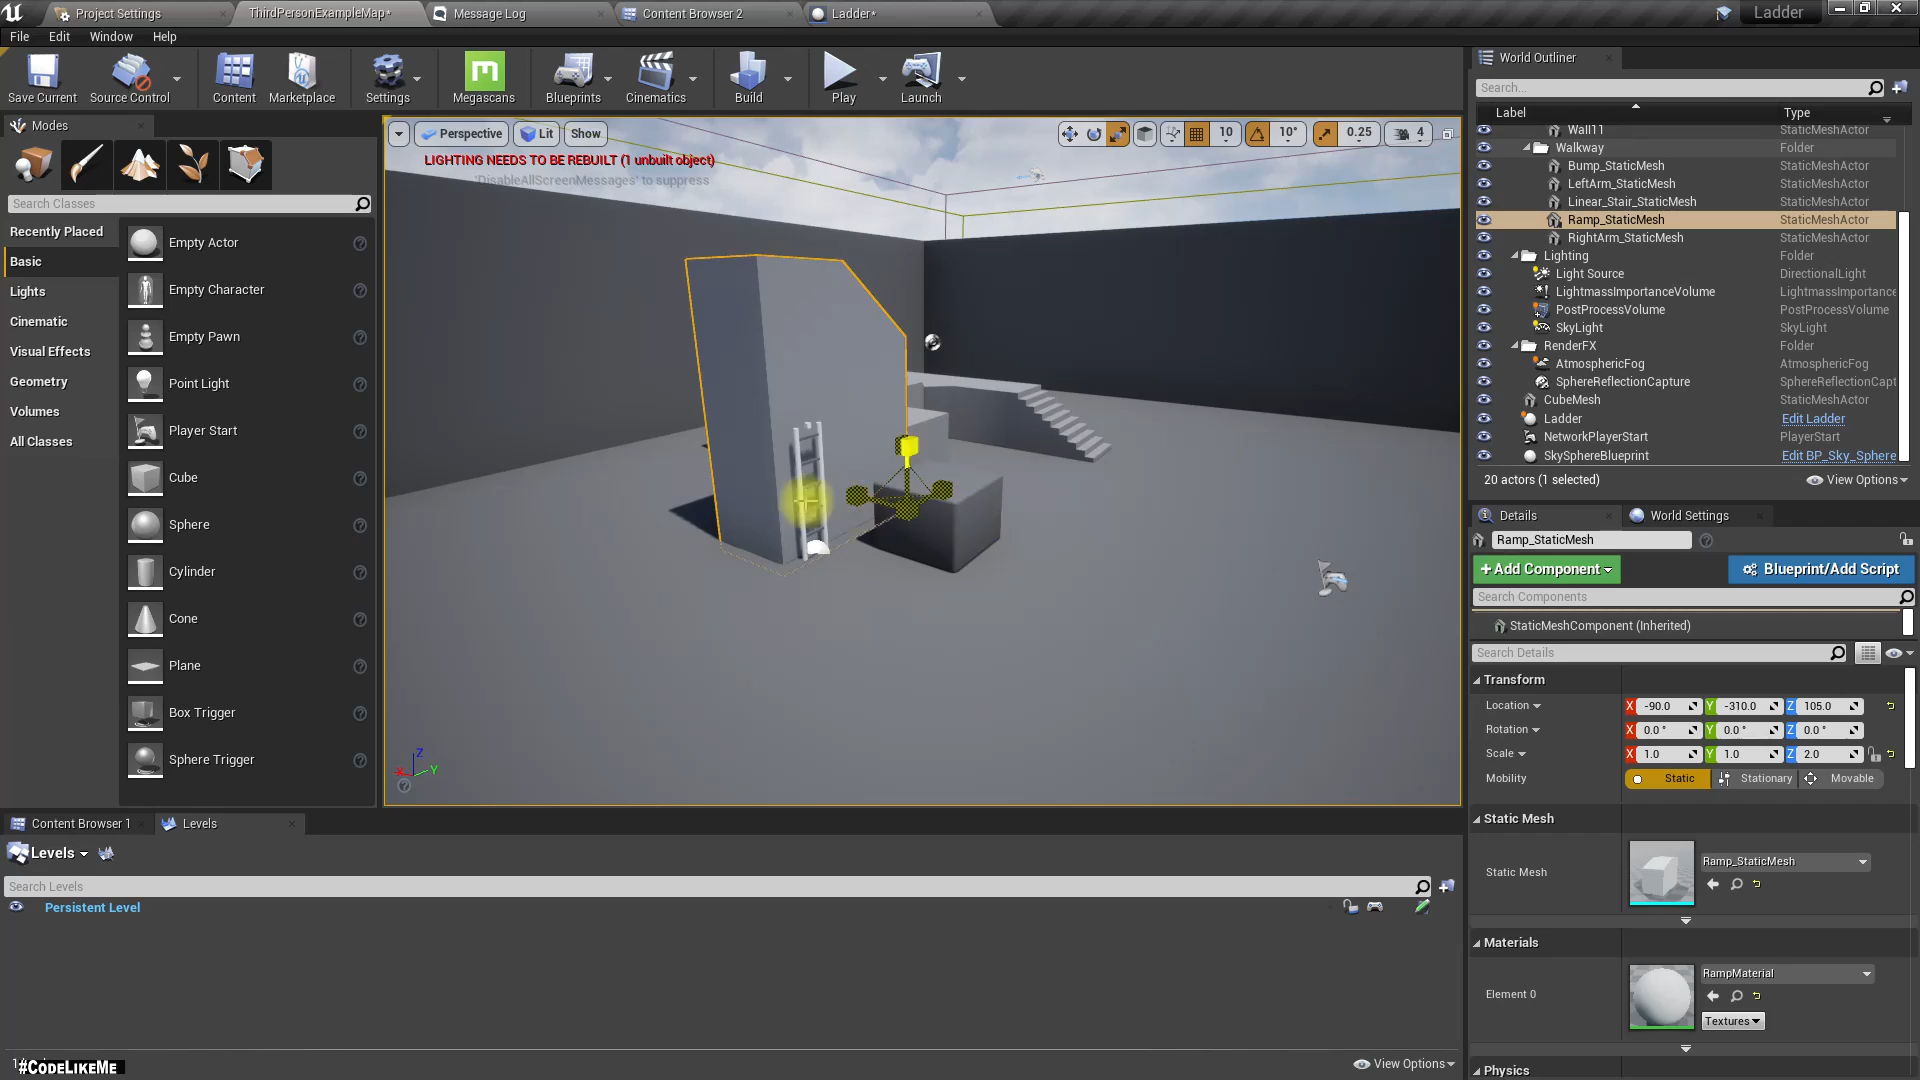 Project Settings
ThirdPersonExampleMap*
Message Log
Content Browser 2
Ladder*
Ladder
File
Edit
Window
Help
Save Current
Source Control
Content
Marketplace
Settings
Megascans
Blueprints
Cinematics
Build
Play
Launch
Modes
Search Classes
Recently Placed
Basic
Lights
Cinematic
Visual Effects
Geometry
Volumes
All Classes
Empty Actor
Empty Character
Empty Pawn
Point Light
Player Start
Cube
Sphere
Cylinder
Cone
Plane
Box Trigger
Sphere Trigger
Perspective
Lit
Show
10
10°
0.25
4
LIGHTING NEEDS TO BE REBUILT (1 unbuilt object)
'DisableAllScreenMessages' to suppress
Z
X
Y
World Outliner
Search...
Label
Type
Wall11
StaticMeshActor
Walkway
Folder
Bump_StaticMesh
StaticMeshActor
LeftArm_StaticMesh
StaticMeshActor
Linear_Stair_StaticMesh
StaticMeshActor
Ramp_StaticMesh
StaticMeshActor
RightArm_StaticMesh
StaticMeshActor
Lighting
Folder
Light Source
DirectionalLight
LightmassImportanceVolume
LightmassImportance
PostProcessVolume
PostProcessVolume
SkyLight
SkyLight
RenderFX
Folder
AtmosphericFog
AtmosphericFog
SphereReflectionCapture
SphereReflectionCapt
CubeMesh
StaticMeshActor
Ladder
Edit Ladder
NetworkPlayerStart
PlayerStart
SkySphereBlueprint
Edit BP_Sky_Sphere
20 actors (1 selected)
View Options
Details
World Settings
Ramp_StaticMesh
+Add Component
Blueprint/Add Script
Search Components
StaticMeshComponent (Inherited)
Search Details
Transform
Location
X -90.0
Y -310.0
Z 105.0
Rotation
X 0.0 °
Y 0.0 °
Z 0.0 °
Scale
X 1.0
Y 1.0
Z 2.0
Mobility
Static
Stationary
Movable
Static Mesh
Static Mesh
Ramp_StaticMesh
Materials
Element 0
RampMaterial
Textures
Physics
Content Browser 1
Levels
Levels
Search Levels
Persistent Level
View Options
#CodeLikeMe